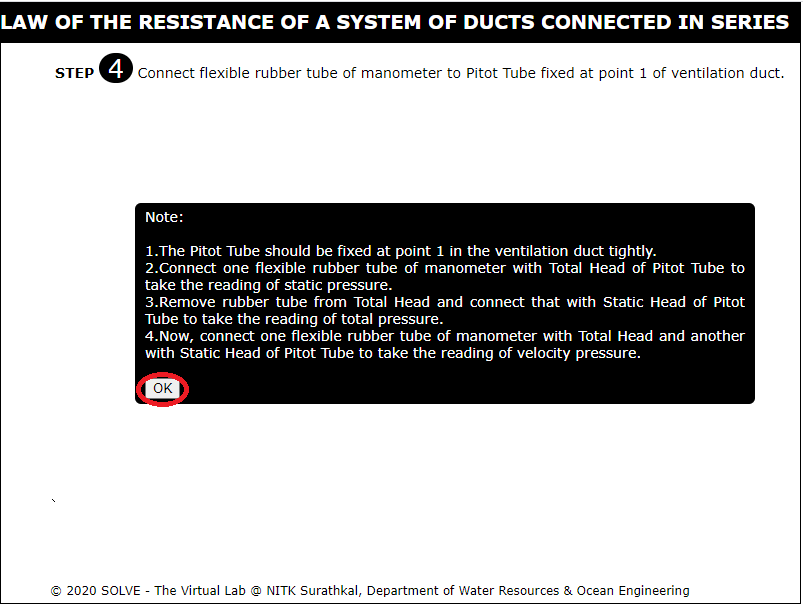 LAW OF THE RESISTANCE OF A SYSTEM OF DUCTS CONNECTED IN SERIES
STEP 4 Connect flexible rubber tube of manometer to Pitot Tube fixed at point 1 of ventilation duct.
Note:
1.The Pitot Tube should be fixed at point 1 in the ventilation duct tightly.
2.Connect one flexible rubber tube of manometer with Total Head of Pitot Tube to
take the reading of static pressure.
3.Remove rubber tube from Total Head and connect that with Static Head of Pitot
Tube to take the reading of total pressure.
4.Now, connect one flexible rubber tube of manometer with Total Head and another
with Static Head of Pitot Tube to take the reading of velocity pressure.
OK
© 2020 SOLVE - The Virtual Lab @ NITK Surathkal, Department of Water Resources & Ocean Engineering